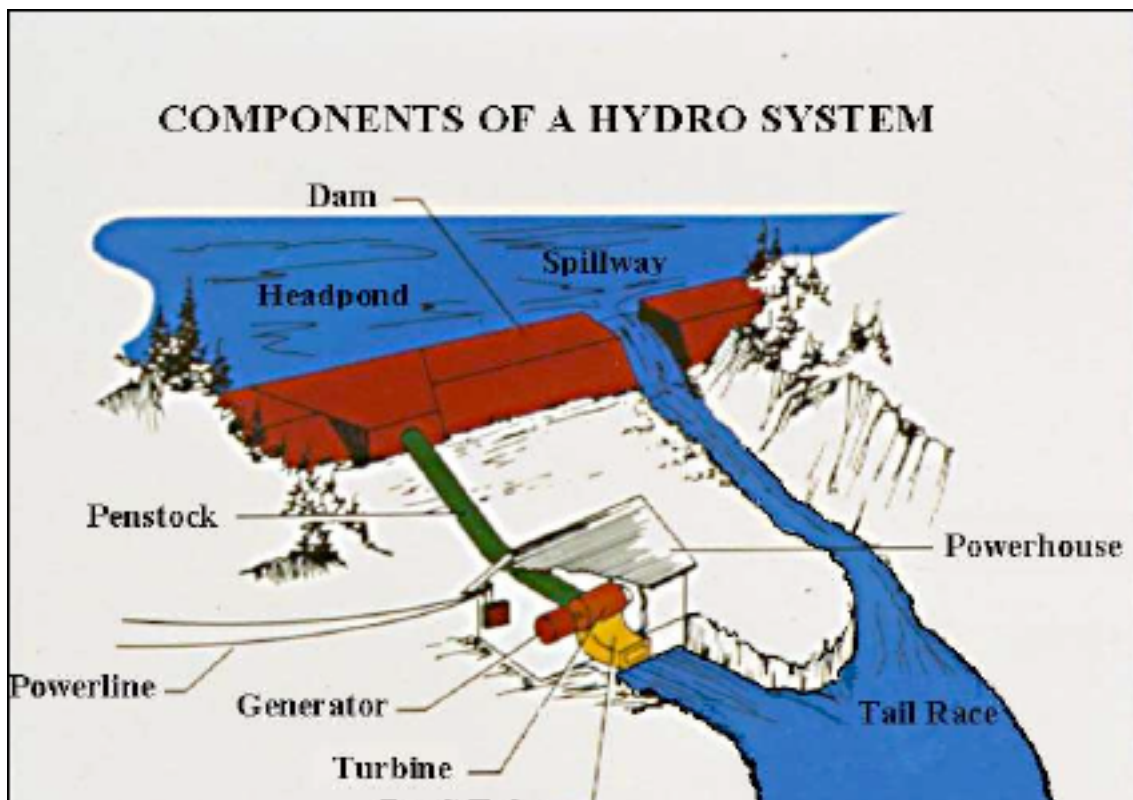 COMPONENTS OF A HYDRO SYSTEM
Dam
Spillway
Headpond
Penstock
Powerhouse
Powerline
Generator
Tail Race
Turbine